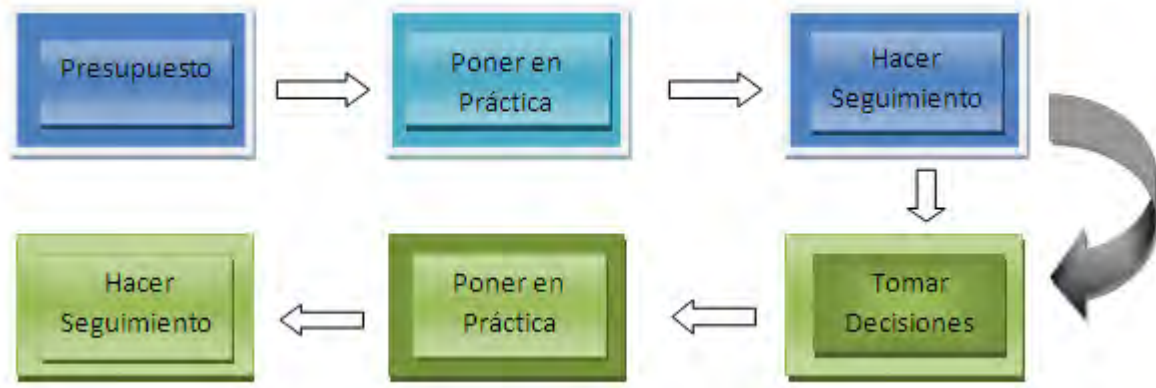 Presupuesto
Poner en
Práctica
Hacer
Seguimiento
Tomar
Decisiones
Poner en
Práctica
Hacer
Seguimiento